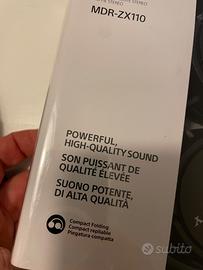 STEREO
MDR-ZX110
POWERFUL,
HIGH-QUALITY SOUND
SON PUISSANT DE
QUALITÉ ÉLEVÉE
SUONO POTENTE,
DI ALTA QUALITÀ
Compact Folding
Compact repliable
Piegatura compatta
subito